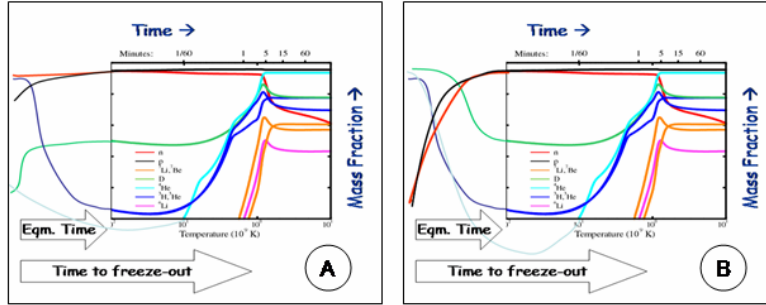 Time →
Minutes: 1/60 1 5 15 60
Mass Fraction →
n
p
⁷Li,⁷Be
D
⁴He
³H,³He
⁶Li
Eqm. Time
Temperature (10⁹ K)
Time to freeze-out
A
Time →
Minutes: 1/60 1 5 15 60
Mass Fraction →
n
p
⁷Li,⁷Be
D
⁴He
³H,³He
⁶Li
Eqm. Time
Temperature (10⁹ K)
Time to freeze-out
B